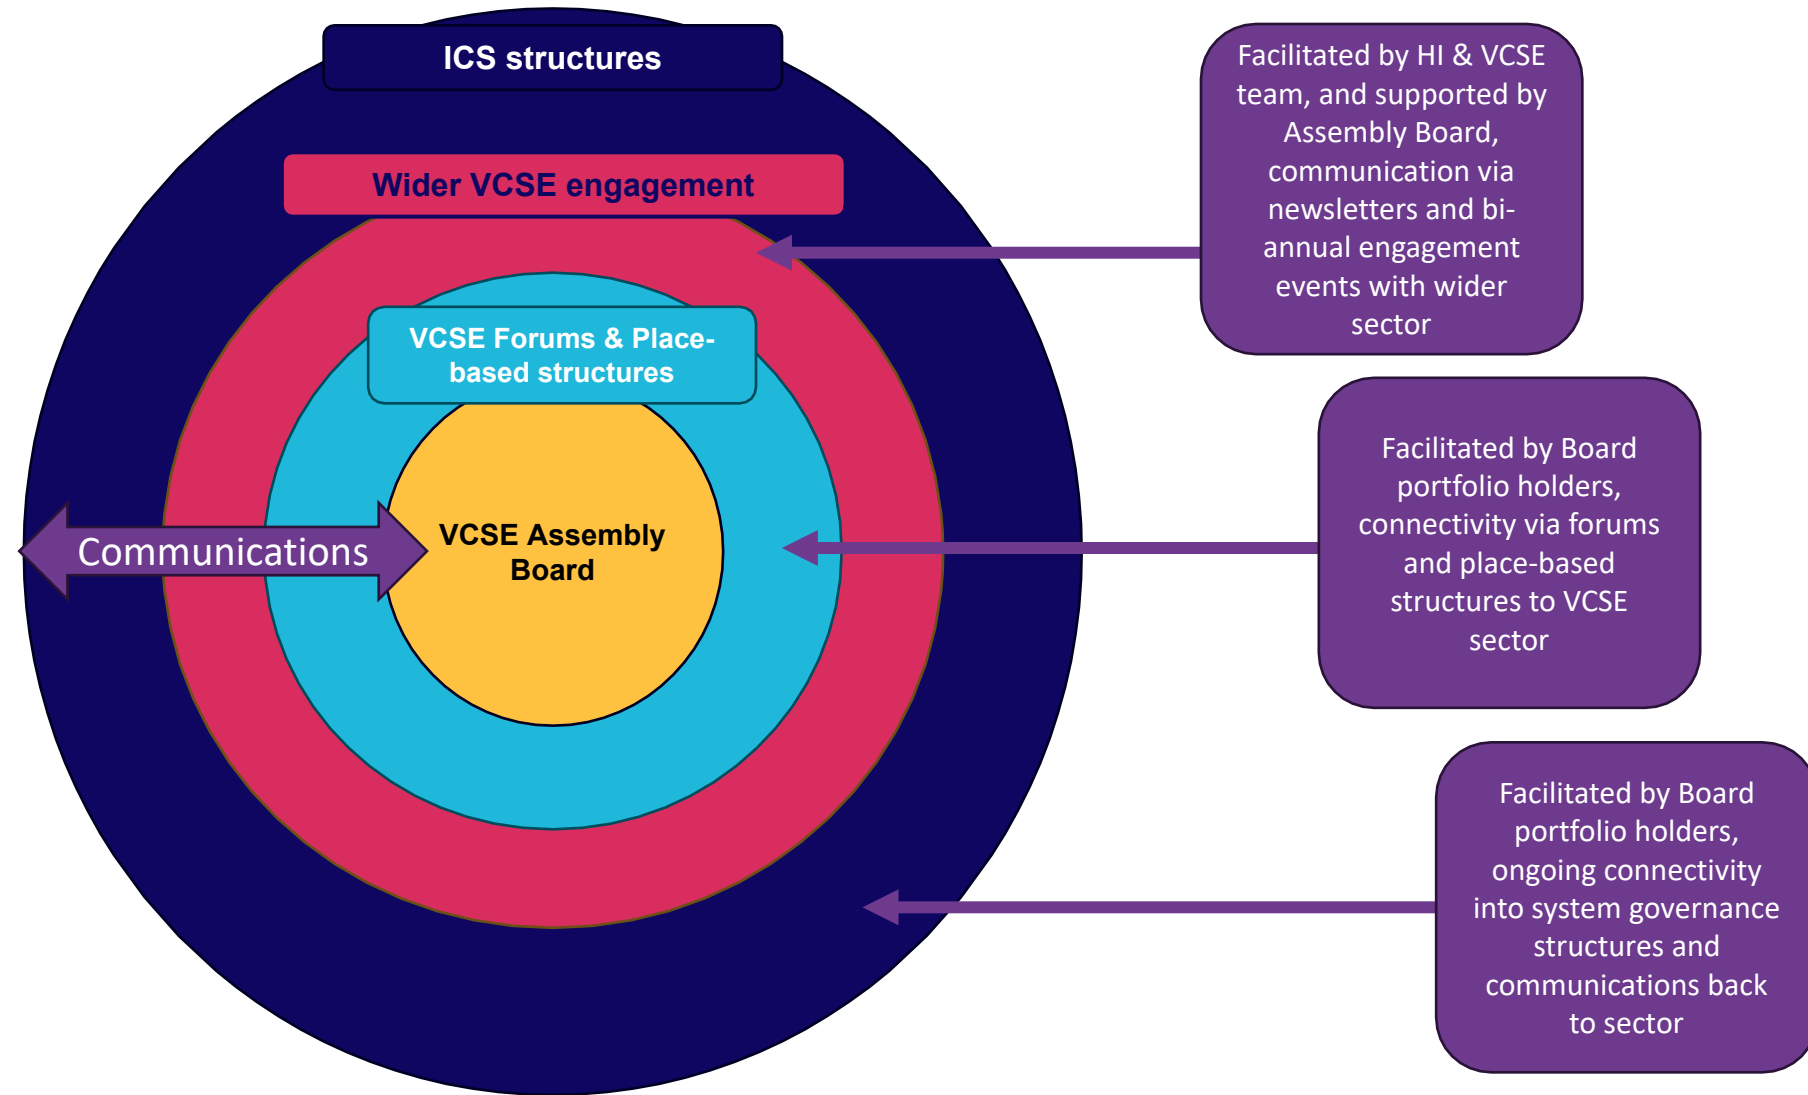 ICS structures
Wider VCSE engagement
VCSE Forums & Place-
based structures
VCSE Assembly
Board
Communications
Facilitated by HI & VCSE
team, and supported by
Assembly Board,
communication via
newsletters and bi-
annual engagement
events with wider
sector
Facilitated by Board
portfolio holders,
connectivity via forums
and place-based
structures to VCSE
sector
Facilitated by Board
portfolio holders,
ongoing connectivity
into system governance
structures and
communications back
to sector